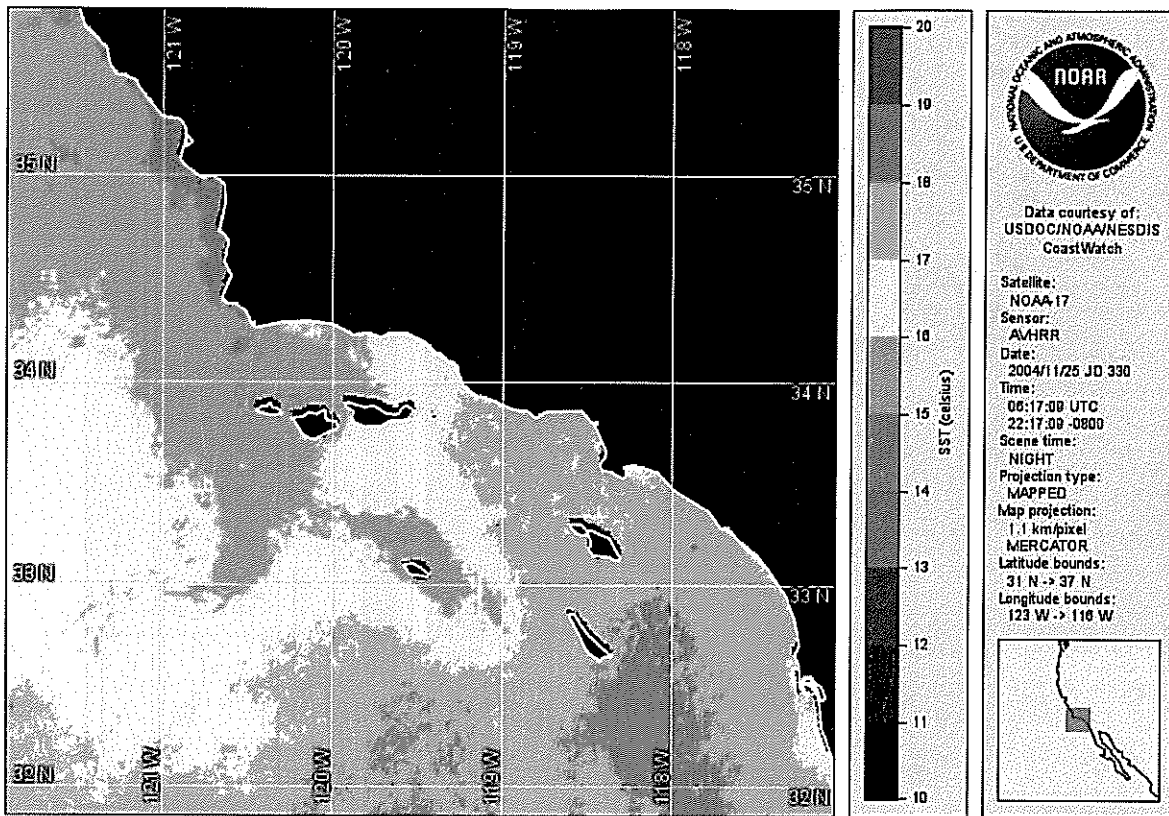 121 W
120 W
119 W
118 W
35 N
35 N
34 N
34 N
33 N
33 N
32 N
32 N
121 W
120 W
119 W
118 W
20
19
18
17
16
15
14
13
12
11
10
SST (celsius)
NATIONAL OCEANIC AND ATMOSPHERIC ADMINISTRATION
NOAA
U.S. DEPARTMENT OF COMMERCE
Data courtesy of:
USDOC/NOAA/NESDIS
CoastWatch
Satellite:
NOAA-17
Sensor:
AVHRR
Date:
2004/11/25 JD 330
Time:
06:17:09 UTC
22:17:09 -0800
Scene time:
NIGHT
Projection type:
MAPPED
Map projection:
1.1 km/pixel
MERCATOR
Latitude bounds:
31 N -> 37 N
Longitude bounds:
123 W -> 116 W